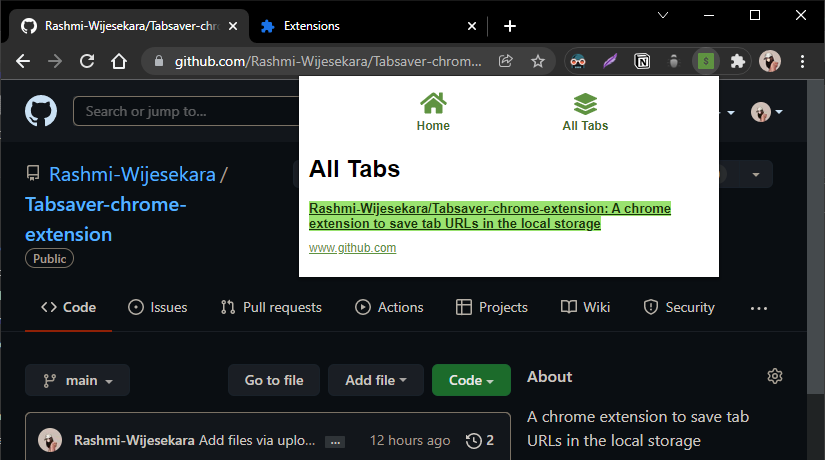 Rashmi-Wijesekara/Tabsaver-chro
Extensions
github.com/Rashmi-Wijesekara/Tabsaver-chrom...
Search or jump to...
Home
All Tabs
All Tabs
Rashmi-Wijesekara/Tabsaver-chrome-extension: A chrome
extension to save tab URLs in the local storage
www.github.com
Rashmi-Wijesekara /
Tabsaver-chrome-
extension
Public
Code
Issues
Pull requests
Actions
Projects
Wiki
Security
...
main
Go to file
Add file
Code
About
Rashmi-Wijesekara Add files via uplo... ... 12 hours ago 2
A chrome extension to save tab
URLs in the local storage